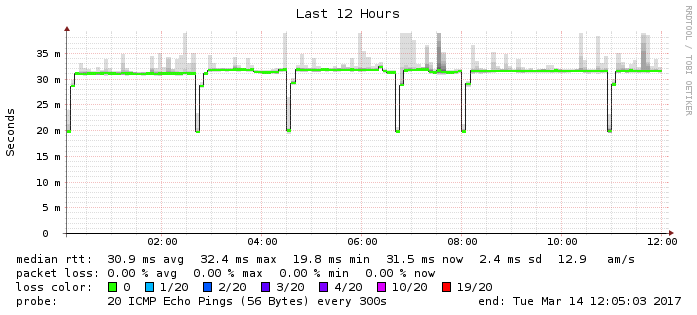 Last 12 Hours
RRDTOOL / TOBI OETIKER
Seconds
35 m
30 m
25 m
20 m
15 m
10 m
5 m
0
02:00 04:00 06:00 08:00 10:00 12:00
median rtt: 30.9 ms avg 32.4 ms max 19.8 ms min 31.5 ms now 2.4 ms sd 12.9 am/s
packet loss: 0.00 % avg 0.00 % max 0.00 % min 0.00 % now
loss color: 0 1/20 2/20 3/20 4/20 10/20 19/20
probe: 20 ICMP Echo Pings (56 Bytes) every 300s end: Tue Mar 14 12:05:03 2017